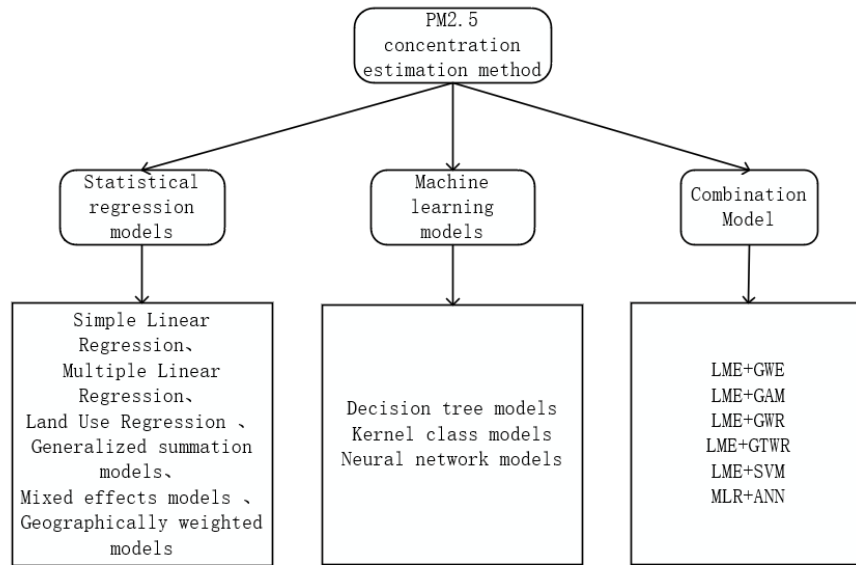 PM2.5
concentration
estimation method
Statistical
regression
models
Machine
learning
models
Combination
Model
Simple Linear
Regression、
Multiple Linear
Regression、
Land Use Regression 、
Generalized summation
models、
Mixed effects models 、
Geographically weighted
models
Decision tree models
Kernel class models
Neural network models
LME+GWE
LME+GAM
LME+GWR
LME+GTWR
LME+SVM
MLR+ANN